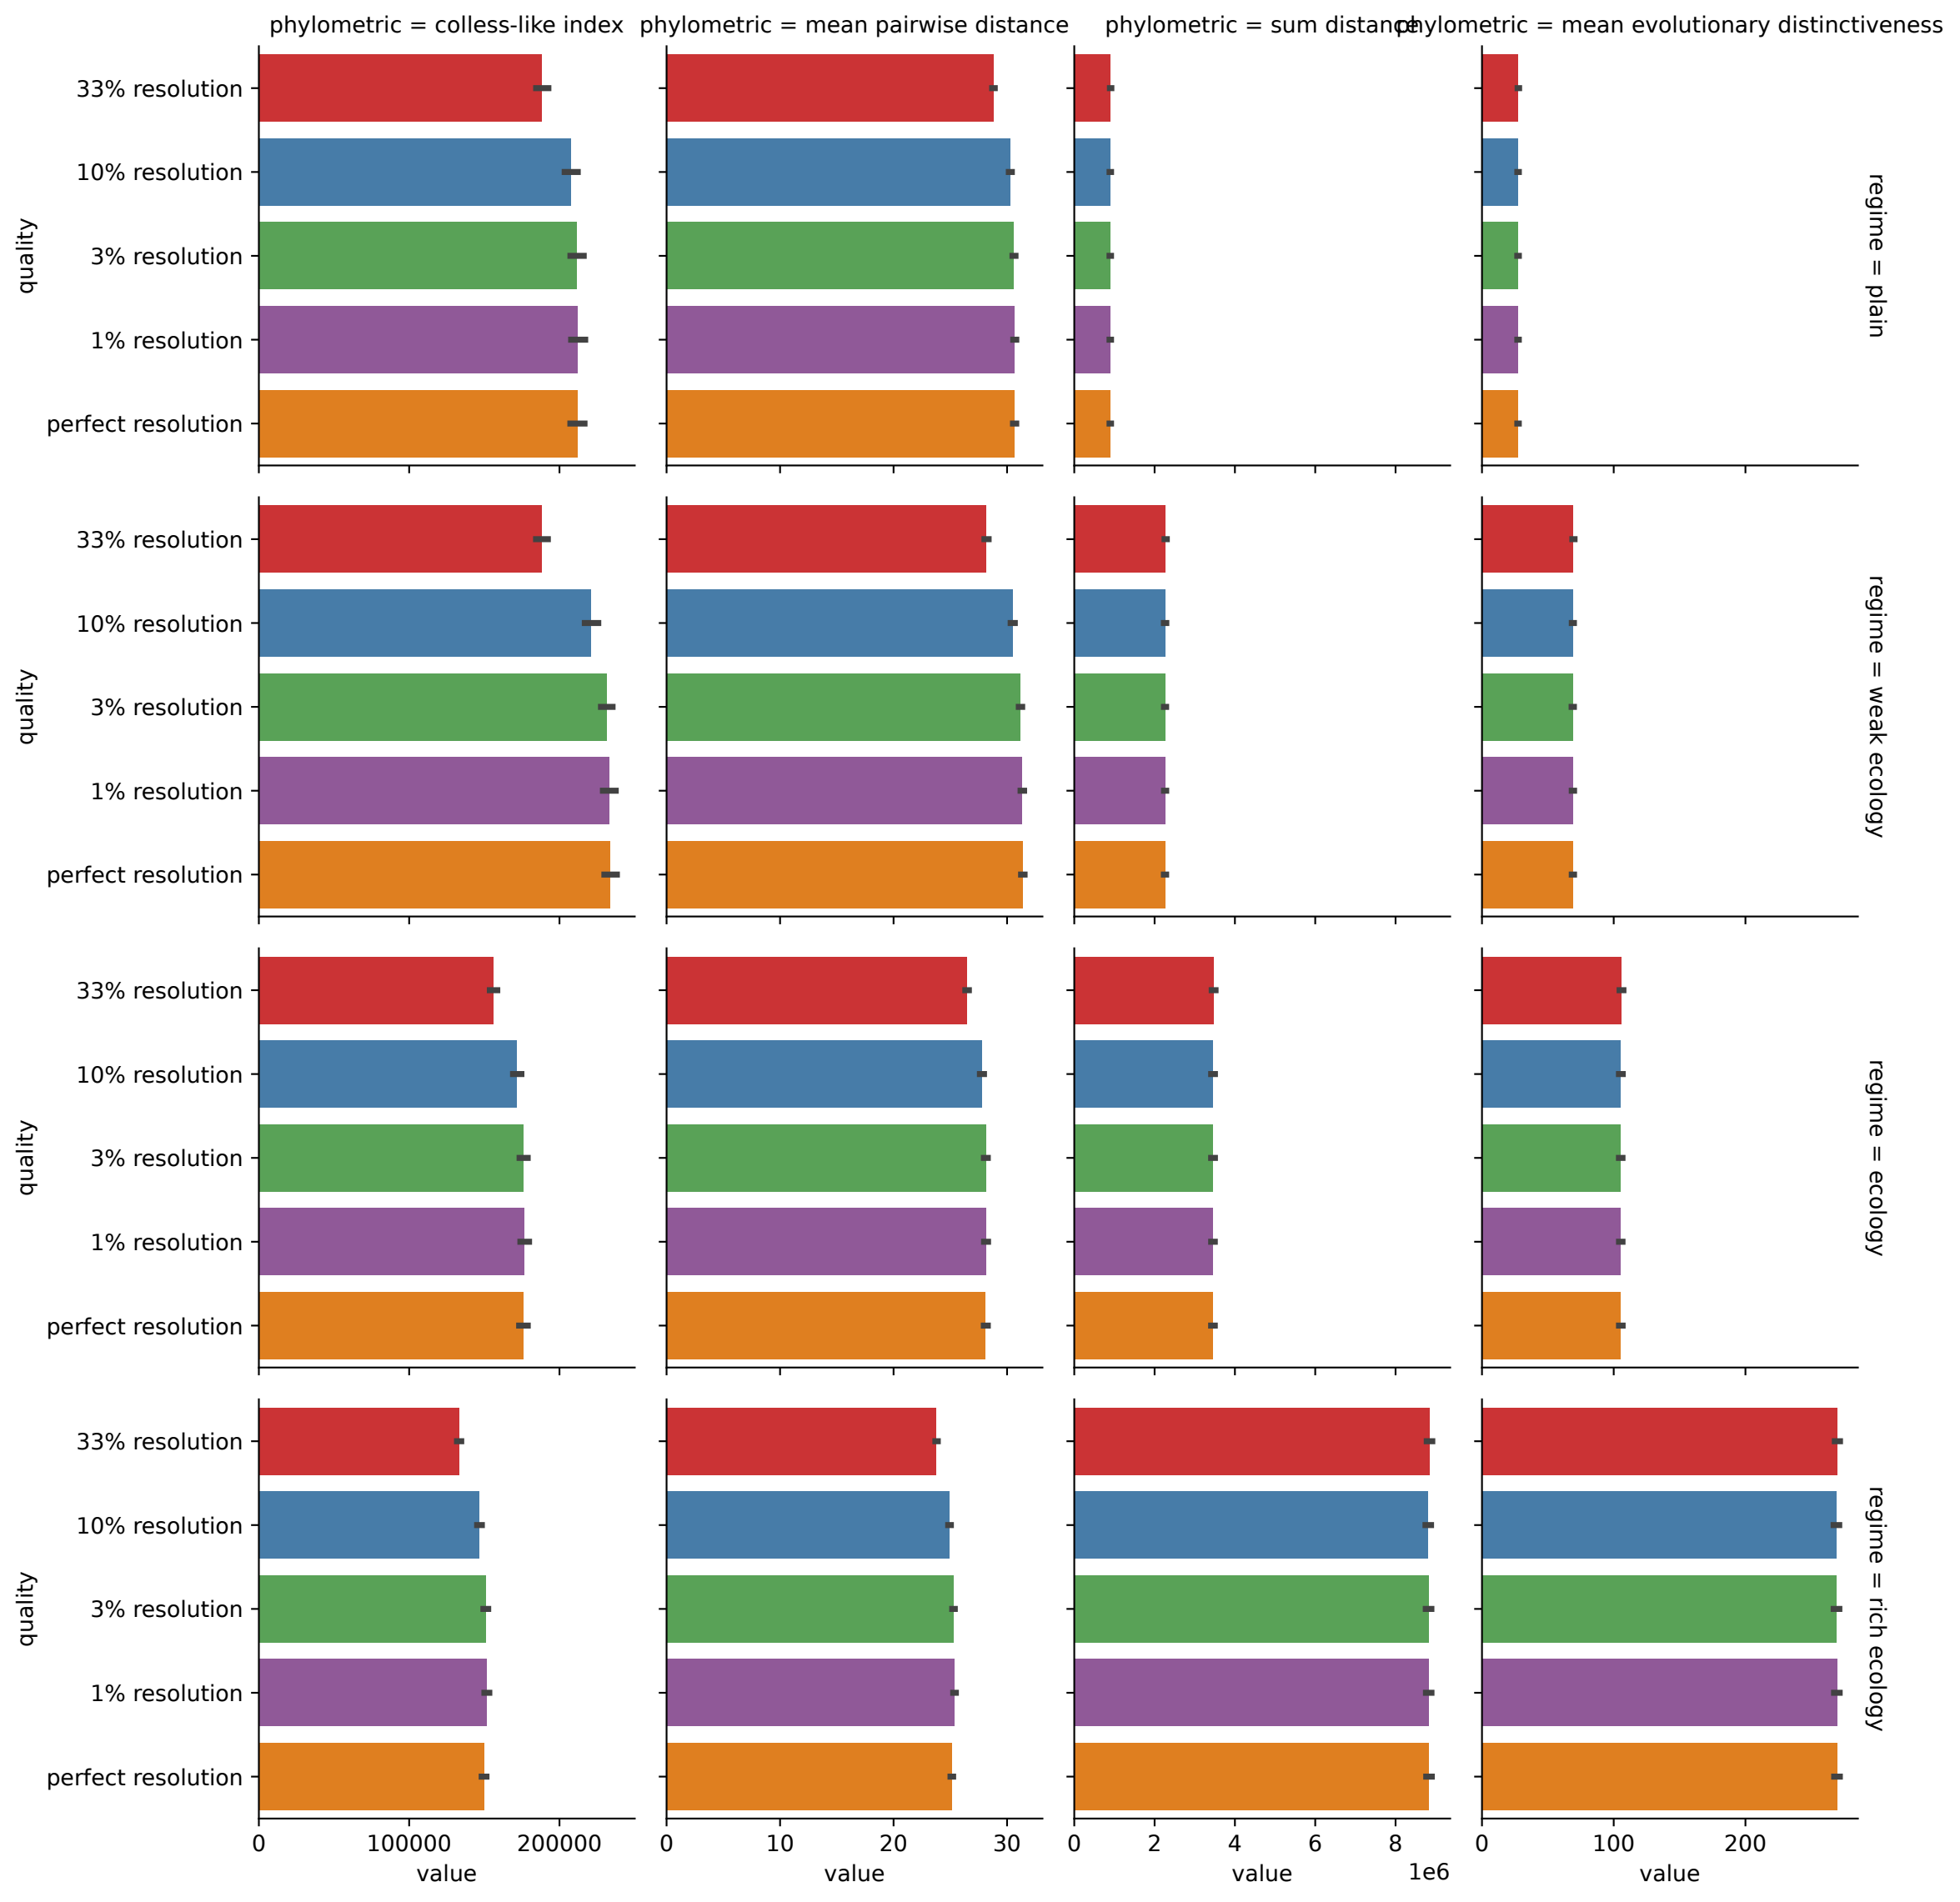 phylometric = colless-like index
phylometric = mean pairwise distance
phylometric = sum distance
phylometric = mean evolutionary distinctiveness
quality
33% resolution
10% resolution
3% resolution
1% resolution
perfect resolution
regime = plain
quality
33% resolution
10% resolution
3% resolution
1% resolution
perfect resolution
regime = weak ecology
quality
33% resolution
10% resolution
3% resolution
1% resolution
perfect resolution
regime = ecology
quality
33% resolution
10% resolution
3% resolution
1% resolution
perfect resolution
regime = rich ecology
0 100000 200000
0 10 20 30
0 2 4 6 8
0 100 200
1e6
value
value
value
value